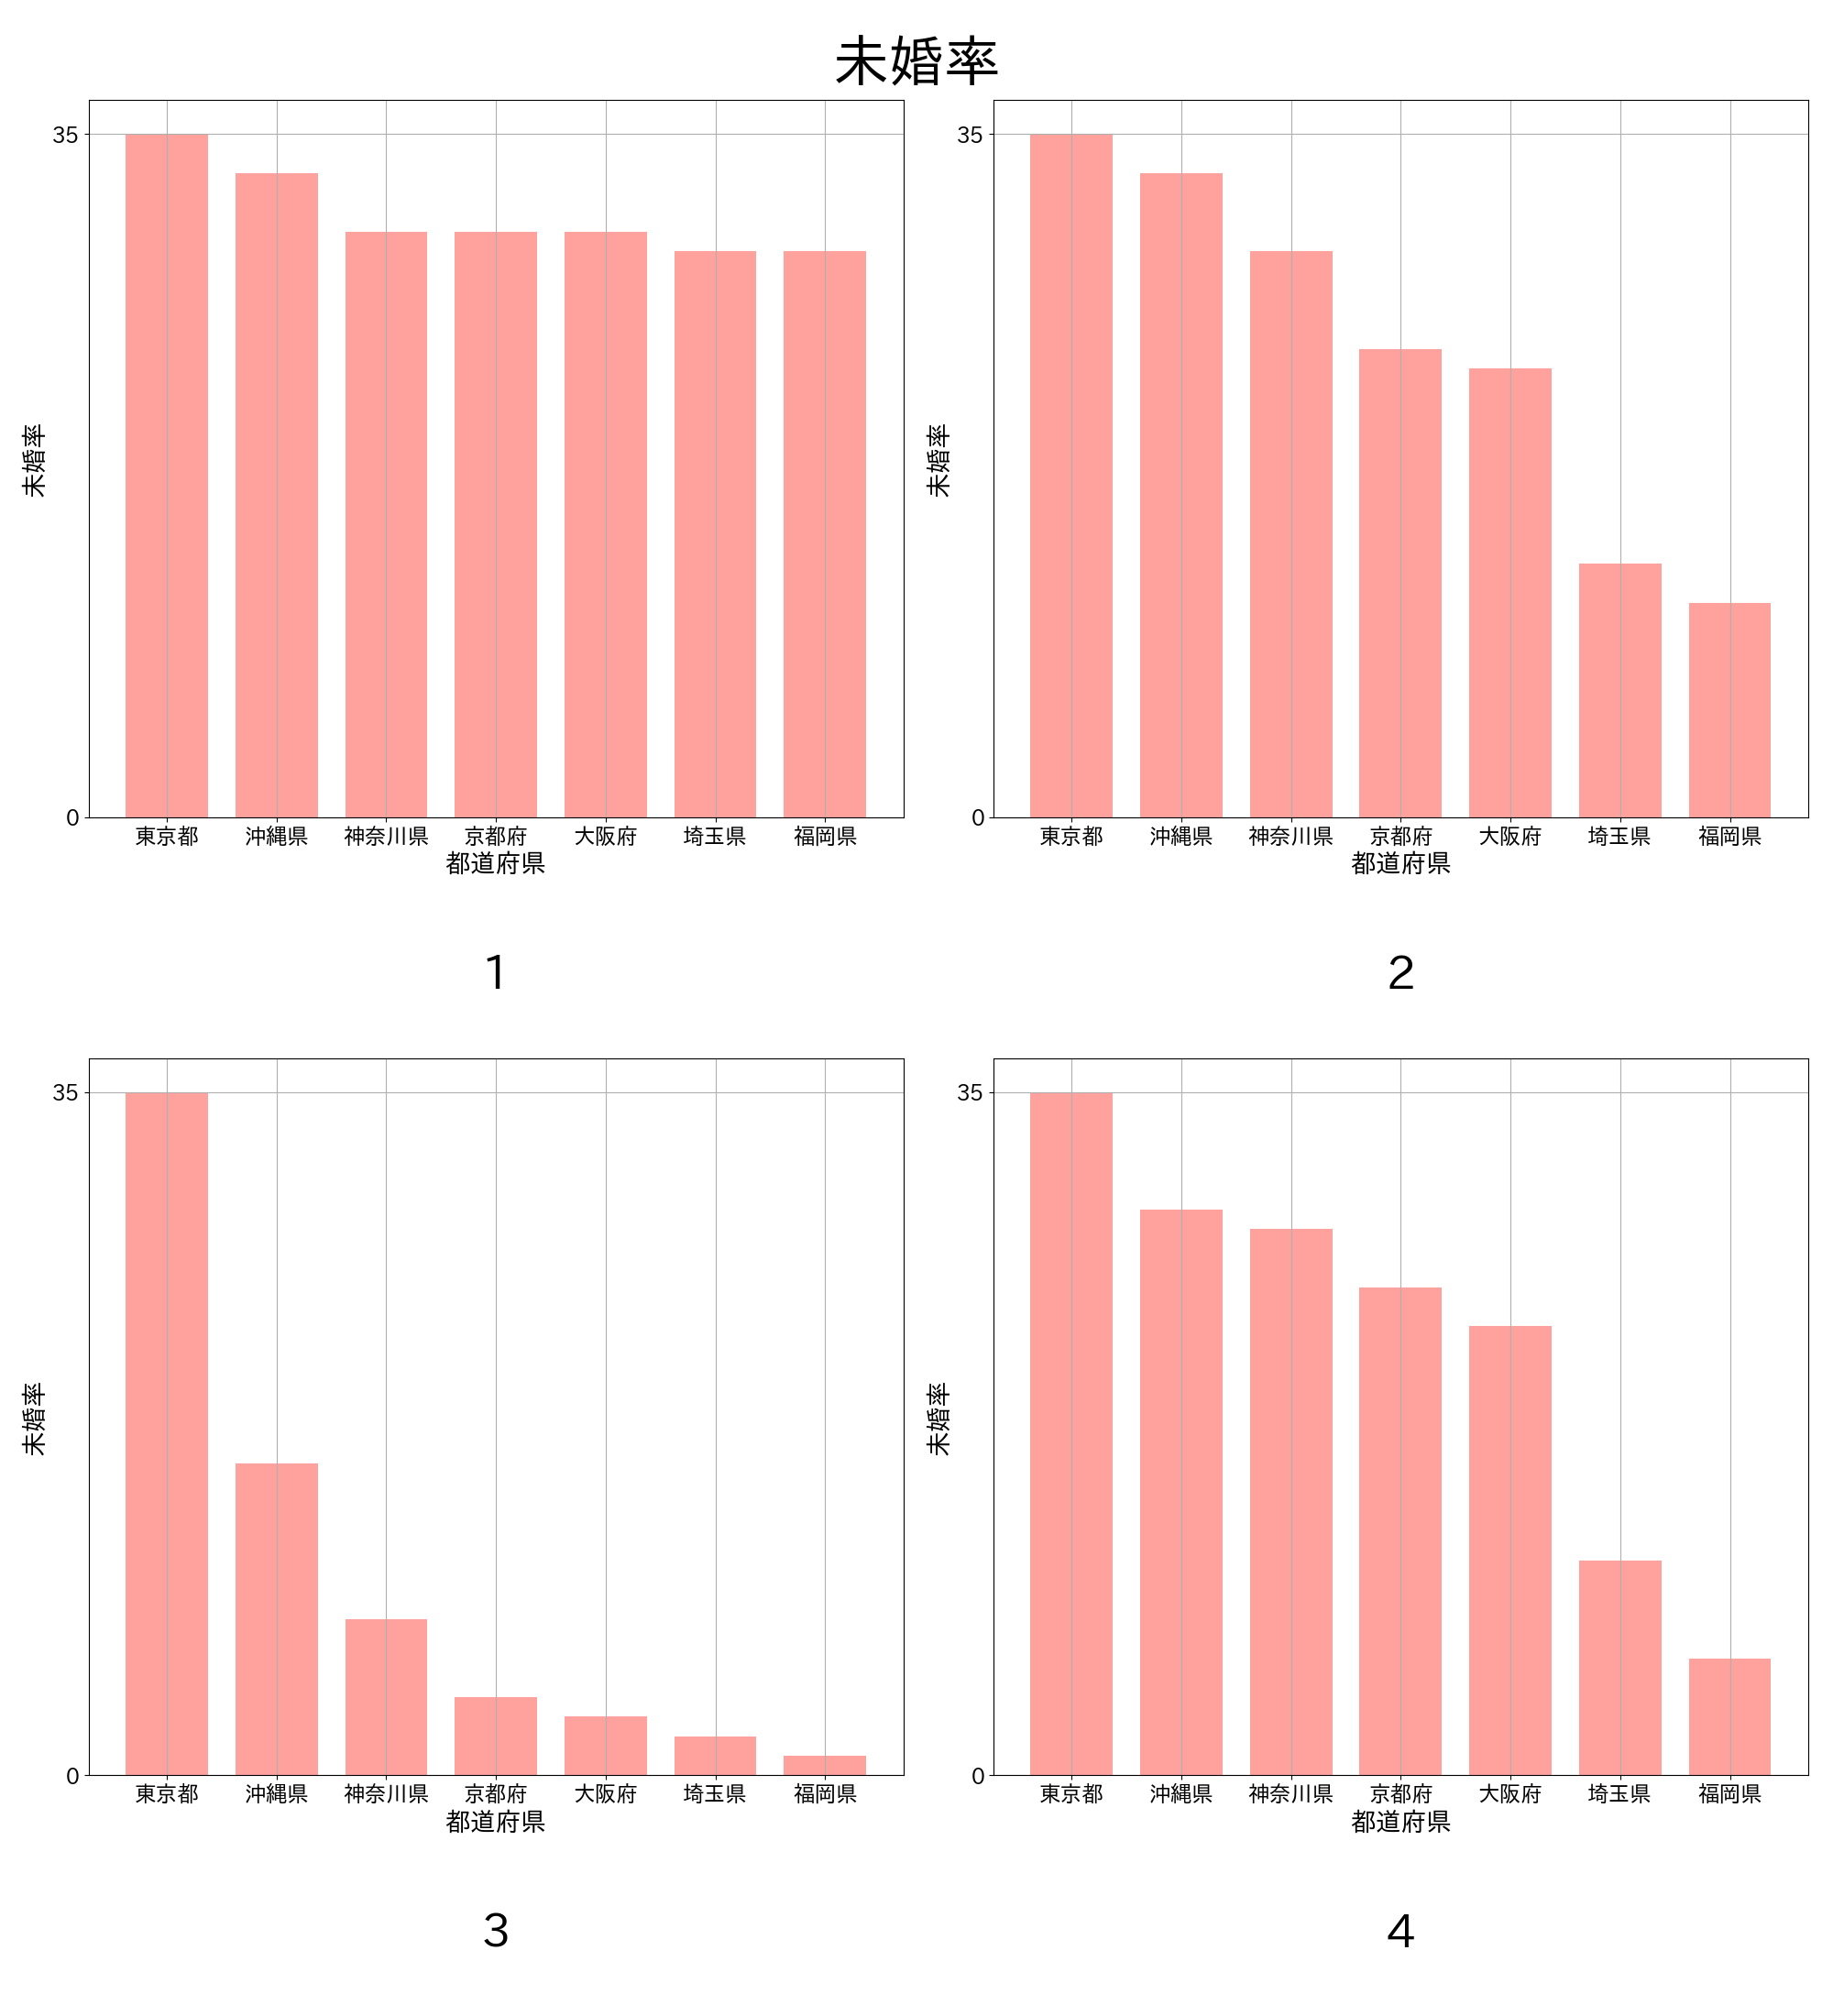 未婚率
35
0
未婚率
東京都 沖縄県 神奈川県 京都府 大阪府 埼玉県 福岡県
都道府県
1
35
0
未婚率
東京都 沖縄県 神奈川県 京都府 大阪府 埼玉県 福岡県
都道府県
2
35
0
未婚率
東京都 沖縄県 神奈川県 京都府 大阪府 埼玉県 福岡県
都道府県
3
35
0
未婚率
東京都 沖縄県 神奈川県 京都府 大阪府 埼玉県 福岡県
都道府県
4